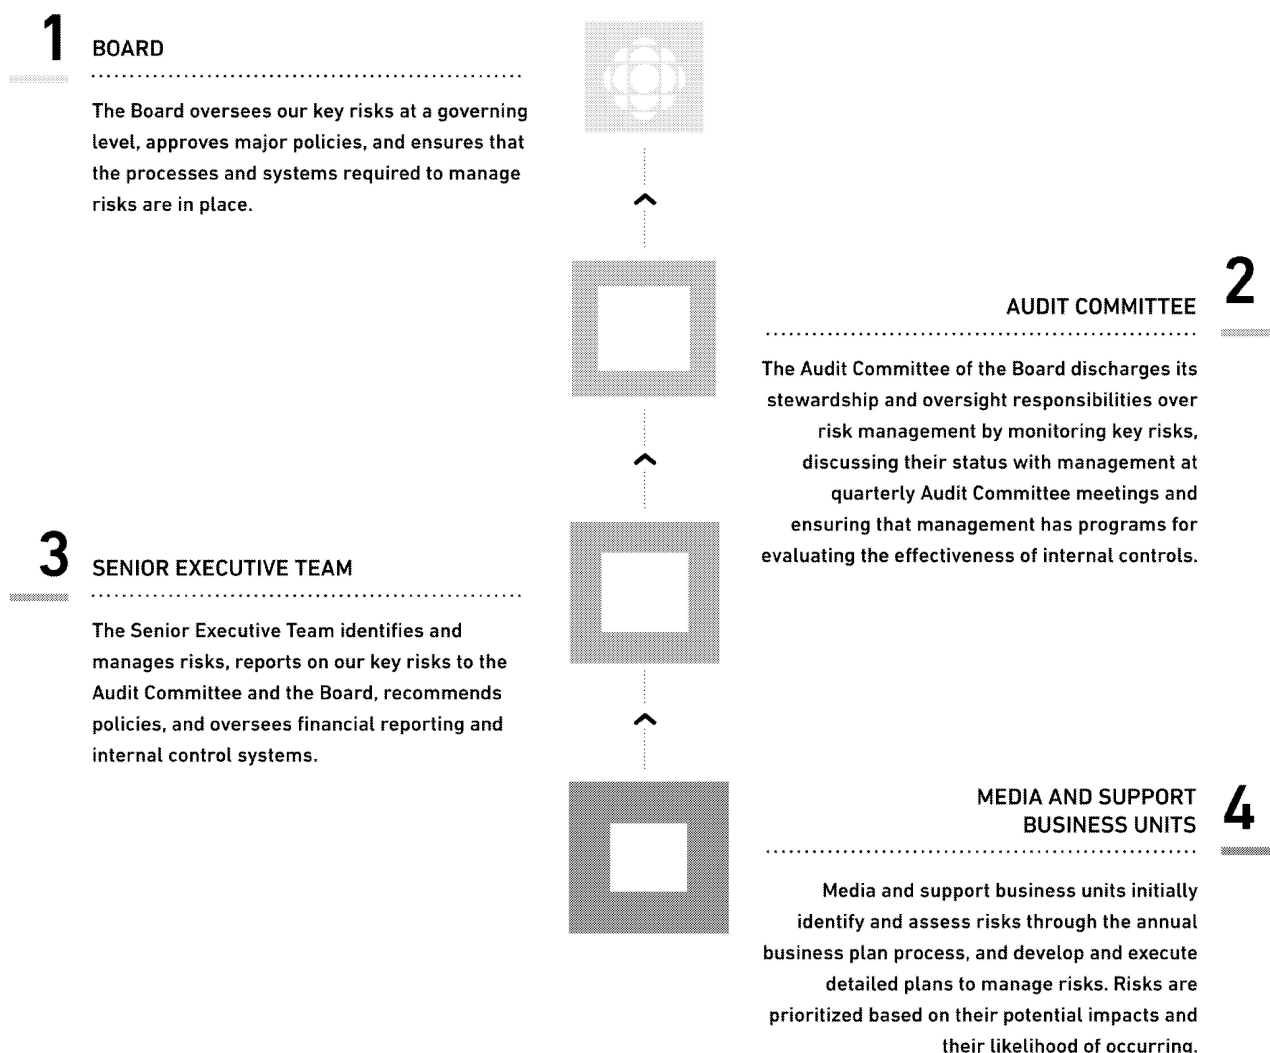 1
BOARD
The Board oversees our key risks at a governing
level, approves major policies, and ensures that
the processes and systems required to manage
risks are in place.
2
AUDIT COMMITTEE
The Audit Committee of the Board discharges its
stewardship and oversight responsibilities over
risk management by monitoring key risks,
discussing their status with management at
quarterly Audit Committee meetings and
ensuring that management has programs for
evaluating the effectiveness of internal controls.
3
SENIOR EXECUTIVE TEAM
The Senior Executive Team identifies and
manages risks, reports on our key risks to the
Audit Committee and the Board, recommends
policies, and oversees financial reporting and
internal control systems.
4
MEDIA AND SUPPORT
BUSINESS UNITS
Media and support business units initially
identify and assess risks through the annual
business plan process, and develop and execute
detailed plans to manage risks. Risks are
prioritized based on their potential impacts and
their likelihood of occurring.